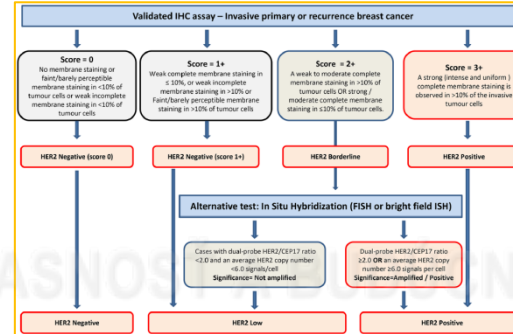 Validated IHC assay – Invasive primary or recurrence breast cancer
Score = 0
No membrane staining or
faint/barely perceptible
membrane staining in <10% of
tumour cells or weak incomplete
membrane staining in <10% of
tumour cells
Score = 1+
Weak complete membrane staining in
≤ 10%, or weak incomplete
membrane staining in >10% or
Faint/barely perceptible membrane
staining in >10% of tumour cells
Score = 2+
A weak to moderate complete
membrane staining in >10% of
tumour cells OR strong /
moderate complete membrane
staining in ≤10% of tumour cells.
Score = 3+
A strong (intense and uniform )
complete membrane staining is
observed in >10% of the invasive
tumour cells
HER2 Negative (score 0)
HER2 Negative (score 1+)
HER2 Borderline
HER2 Positive
Alternative test: In Situ Hybridization (FISH or bright field ISH)
Cases with dual-probe HER2/CEP17 ratio
<2.0 and an average HER2 copy number
<6.0 signals/cell
Significance= Not amplified
Dual-probe HER2/CEP17 ratio
≥2.0 OR an average HER2 copy
number ≥6.0 signals per cell
Significance=Amplified / Positive
HER2 Negative
HER2 Low
HER2 Positive